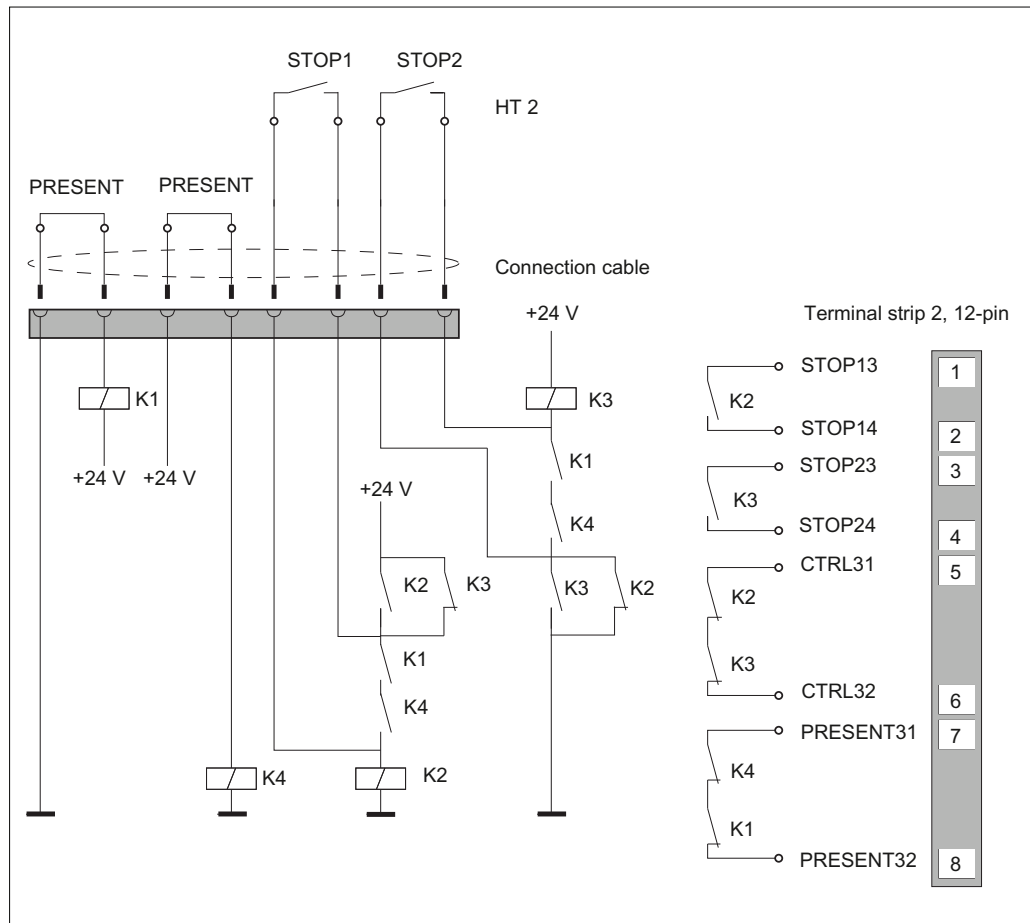 STOP1 STOP2
HT 2
PRESENT PRESENT
Connection cable
+24 V
Terminal strip 2, 12-pin
STOP13 1
K1 K3 K2
STOP14 2
K1
STOP23 3
+24 V +24 V
+24 V
K3
K4
STOP24 4
CTRL31 5
K2 K3 K3 K2
K2
K1
K3
CTRL32 6
K4
PRESENT31 7
K4 K2 K4
K1
PRESENT32 8